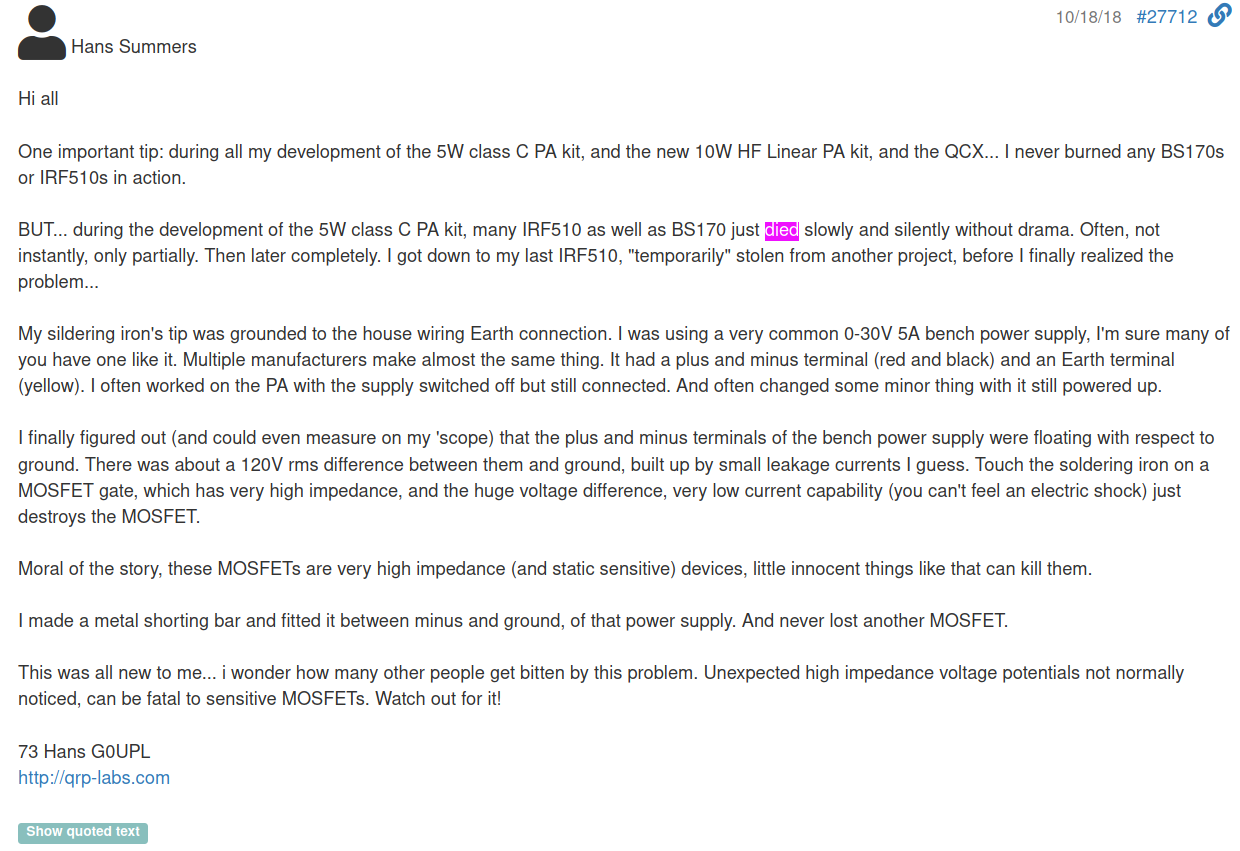 10/18/18 #27712
Hans Summers
Hi all
One important tip: during all my development of the 5W class C PA kit, and the new 10W HF Linear PA kit, and the QCX... I never burned any BS170s
or IRF510s in action.
BUT... during the development of the 5W class C PA kit, many IRF510 as well as BS170 just died slowly and silently without drama. Often, not
instantly, only partially. Then later completely. I got down to my last IRF510, "temporarily" stolen from another project, before I finally realized the
problem...
My sildering iron's tip was grounded to the house wiring Earth connection. I was using a very common 0-30V 5A bench power supply, I'm sure many of
you have one like it. Multiple manufacturers make almost the same thing. It had a plus and minus terminal (red and black) and an Earth terminal
(yellow). I often worked on the PA with the supply switched off but still connected. And often changed some minor thing with it still powered up.
I finally figured out (and could even measure on my 'scope) that the plus and minus terminals of the bench power supply were floating with respect to
ground. There was about a 120V rms difference between them and ground, built up by small leakage currents I guess. Touch the soldering iron on a
MOSFET gate, which has very high impedance, and the huge voltage difference, very low current capability (you can't feel an electric shock) just
destroys the MOSFET.
Moral of the story, these MOSFETs are very high impedance (and static sensitive) devices, little innocent things like that can kill them.
I made a metal shorting bar and fitted it between minus and ground, of that power supply. And never lost another MOSFET.
This was all new to me... i wonder how many other people get bitten by this problem. Unexpected high impedance voltage potentials not normally
noticed, can be fatal to sensitive MOSFETs. Watch out for it!
73 Hans G0UPL
http://qrp-labs.com
Show quoted text